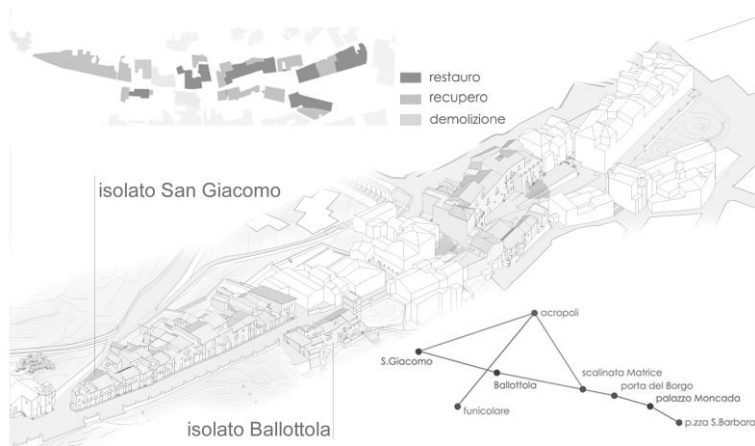 restauro
recupero
demolizione
isolato San Giacomo
acropoli
S.Giacomo
Ballottola
scalinata Matrice
porta del Borgo
palazzo Moncada
funicolare
p.zza S.Barbara
isolato Ballottola